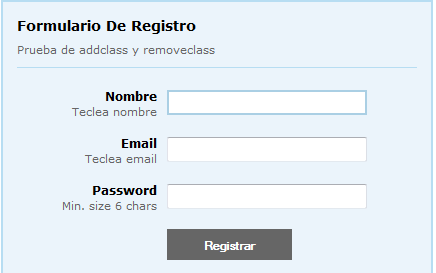 Formulario De Registro
Prueba de addclass y removeclass
Nombre
Teclea nombre
Email
Teclea email
Password
Min. size 6 chars
Registrar